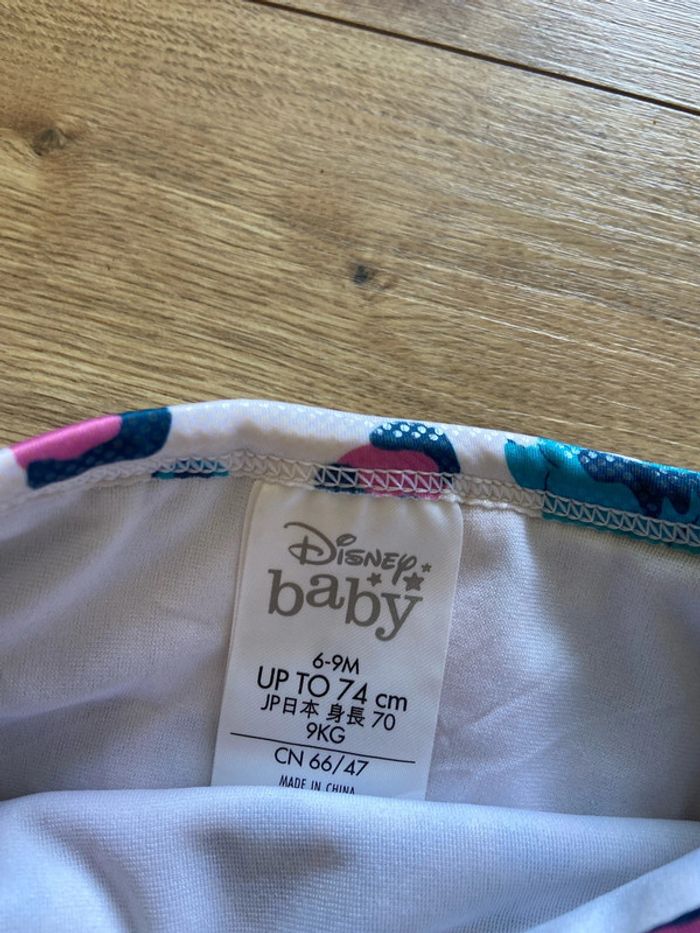 Disney
baby
6-9M
UP TO 74 cm
JP日本 身長 70
9KG
CN 66/47
MADE IN CHINA